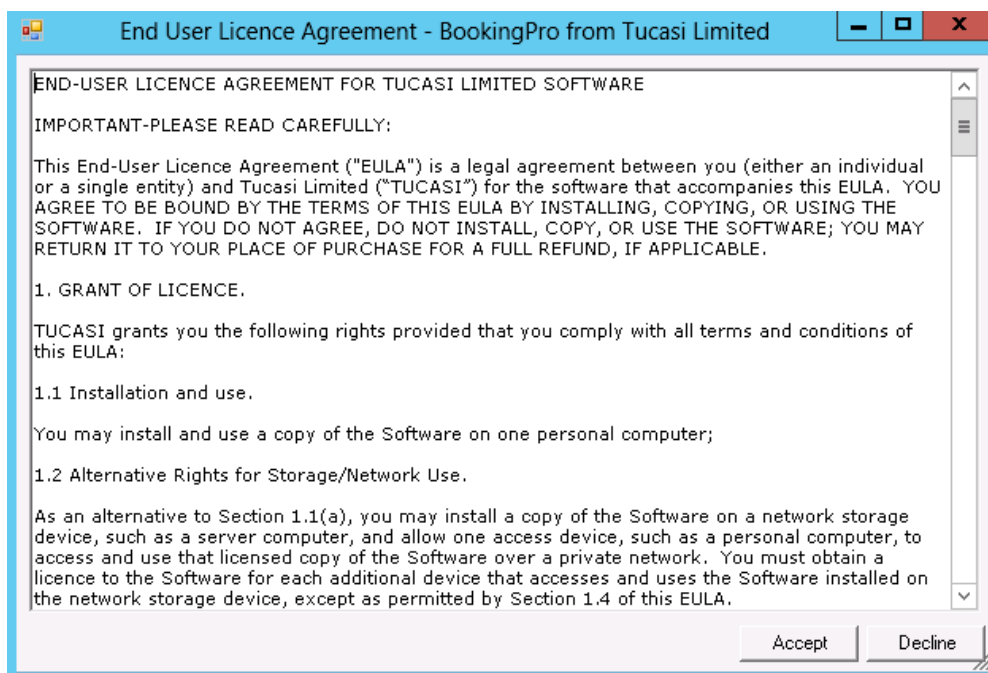 End User Licence Agreement - BookingPro from Tucasi Limited
END-USER LICENCE AGREEMENT FOR TUCASI LIMITED SOFTWARE
IMPORTANT-PLEASE READ CAREFULLY:
This End-User Licence Agreement ("EULA") is a legal agreement between you (either an individual
or a single entity) and Tucasi Limited (“TUCASI”) for the software that accompanies this EULA.  YOU
AGREE TO BE BOUND BY THE TERMS OF THIS EULA BY INSTALLING, COPYING, OR USING THE
SOFTWARE.  IF YOU DO NOT AGREE, DO NOT INSTALL, COPY, OR USE THE SOFTWARE; YOU MAY
RETURN IT TO YOUR PLACE OF PURCHASE FOR A FULL REFUND, IF APPLICABLE.
1. GRANT OF LICENCE.
TUCASI grants you the following rights provided that you comply with all terms and conditions of
this EULA:
1.1 Installation and use.
You may install and use a copy of the Software on one personal computer;
1.2 Alternative Rights for Storage/Network Use.
As an alternative to Section 1.1(a), you may install a copy of the Software on a network storage
device, such as a server computer, and allow one access device, such as a personal computer, to
access and use that licensed copy of the Software over a private network.  You must obtain a
licence to the Software for each additional device that accesses and uses the Software installed on
the network storage device, except as permitted by Section 1.4 of this EULA.
Accept Decline